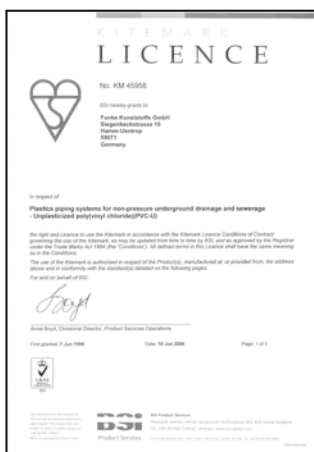 KITEMARK
LICENCE
No. KM 45958
BSI hereby grants to:
Funke Kunststoffe GmbH
Siegenbeckstrasse 15
Hamm-Uentrop
59071
Germany
In respect of:
Plastics piping systems for non-pressure underground drainage and sewerage
- Unplasticized poly(vinyl chloride)(PVC-U)
the right and Licence to use the Kitemark in accordance with the Kitemark Licence Conditions of Contract
governing the use of the Kitemark, as may be updated from time to time by BSI, and as approved by the Registrar
under the Trade Marks Act 1994 (the "Conditions"). All defined terms in this Licence shall have the same meaning
as in the Conditions.
The use of the Kitemark is authorized in respect of the Product(s), manufactured at, or provided from, the address
above and in conformity with the standard(s) detailed on the following pages.
For and on behalf of BSI:
Anne Boyd, Divisional Director, Product Services Operations
First granted: 7 Jun 1999
Date: 10 Jun 2004
Page: 1 of 5
UKAS
BSi
Product Services
BSI Product Services